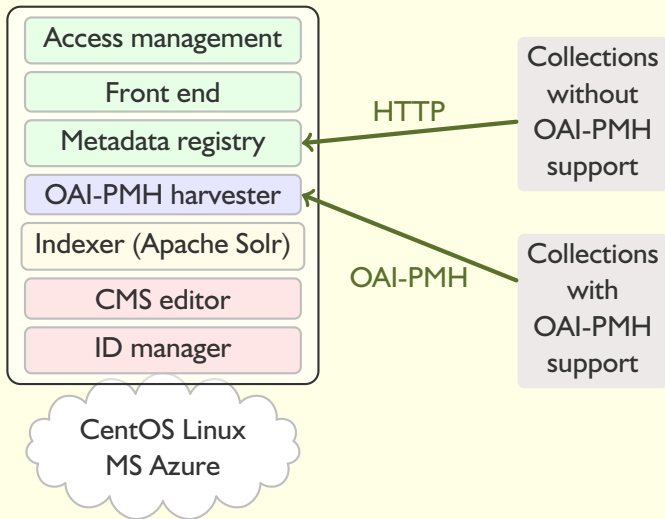 Access management
Front end
Metadata registry
OAI-PMH harvester
Indexer (Apache Solr)
CMS editor
ID manager
CentOS Linux
MS Azure
HTTP
OAI-PMH
Collections
without
OAI-PMH
support
Collections
with
OAI-PMH
support